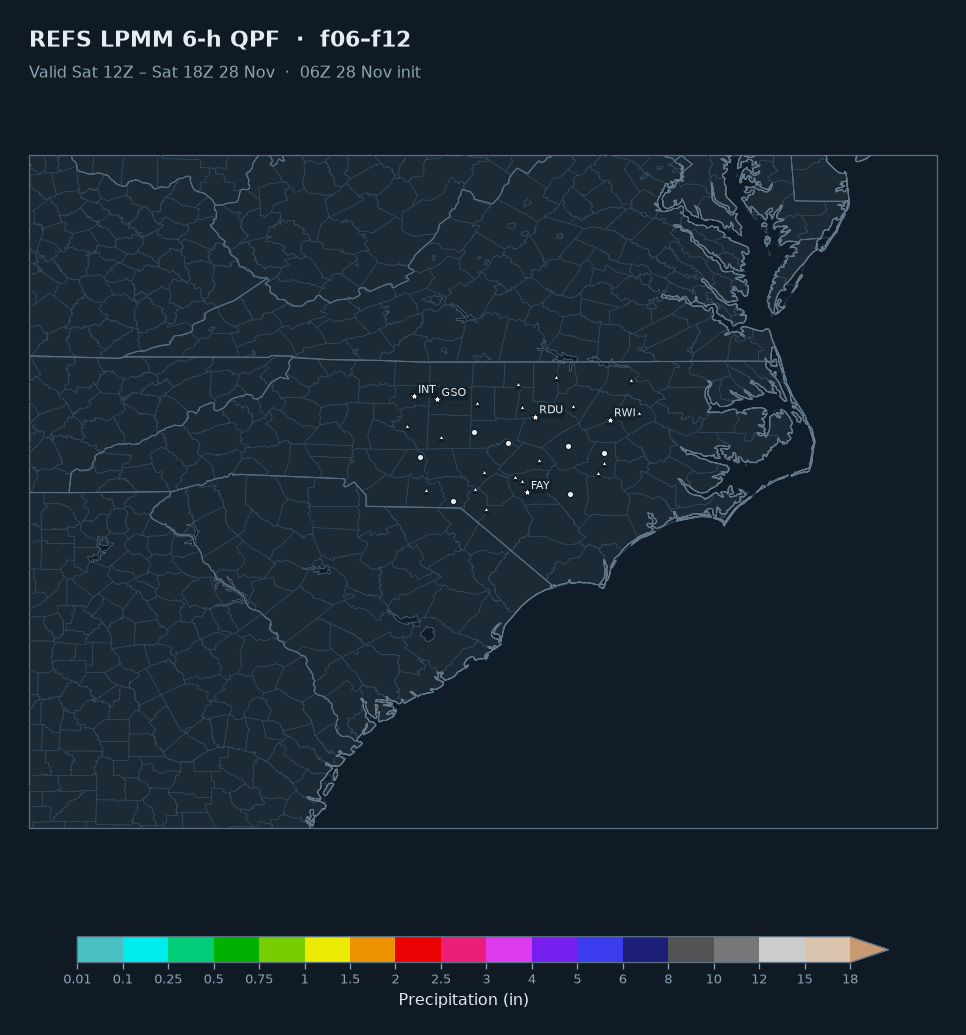 REFS LPMM 6-h QPF · f06–f12
Valid Sat 12Z – Sat 18Z 28 Nov · 06Z 28 Nov init
INT
GSO
RDU
RWI
FAY
0.01 0.1 0.25 0.5 0.75 1 1.5 2 2.5 3 4 5 6 8 10 12 15 18
Precipitation (in)